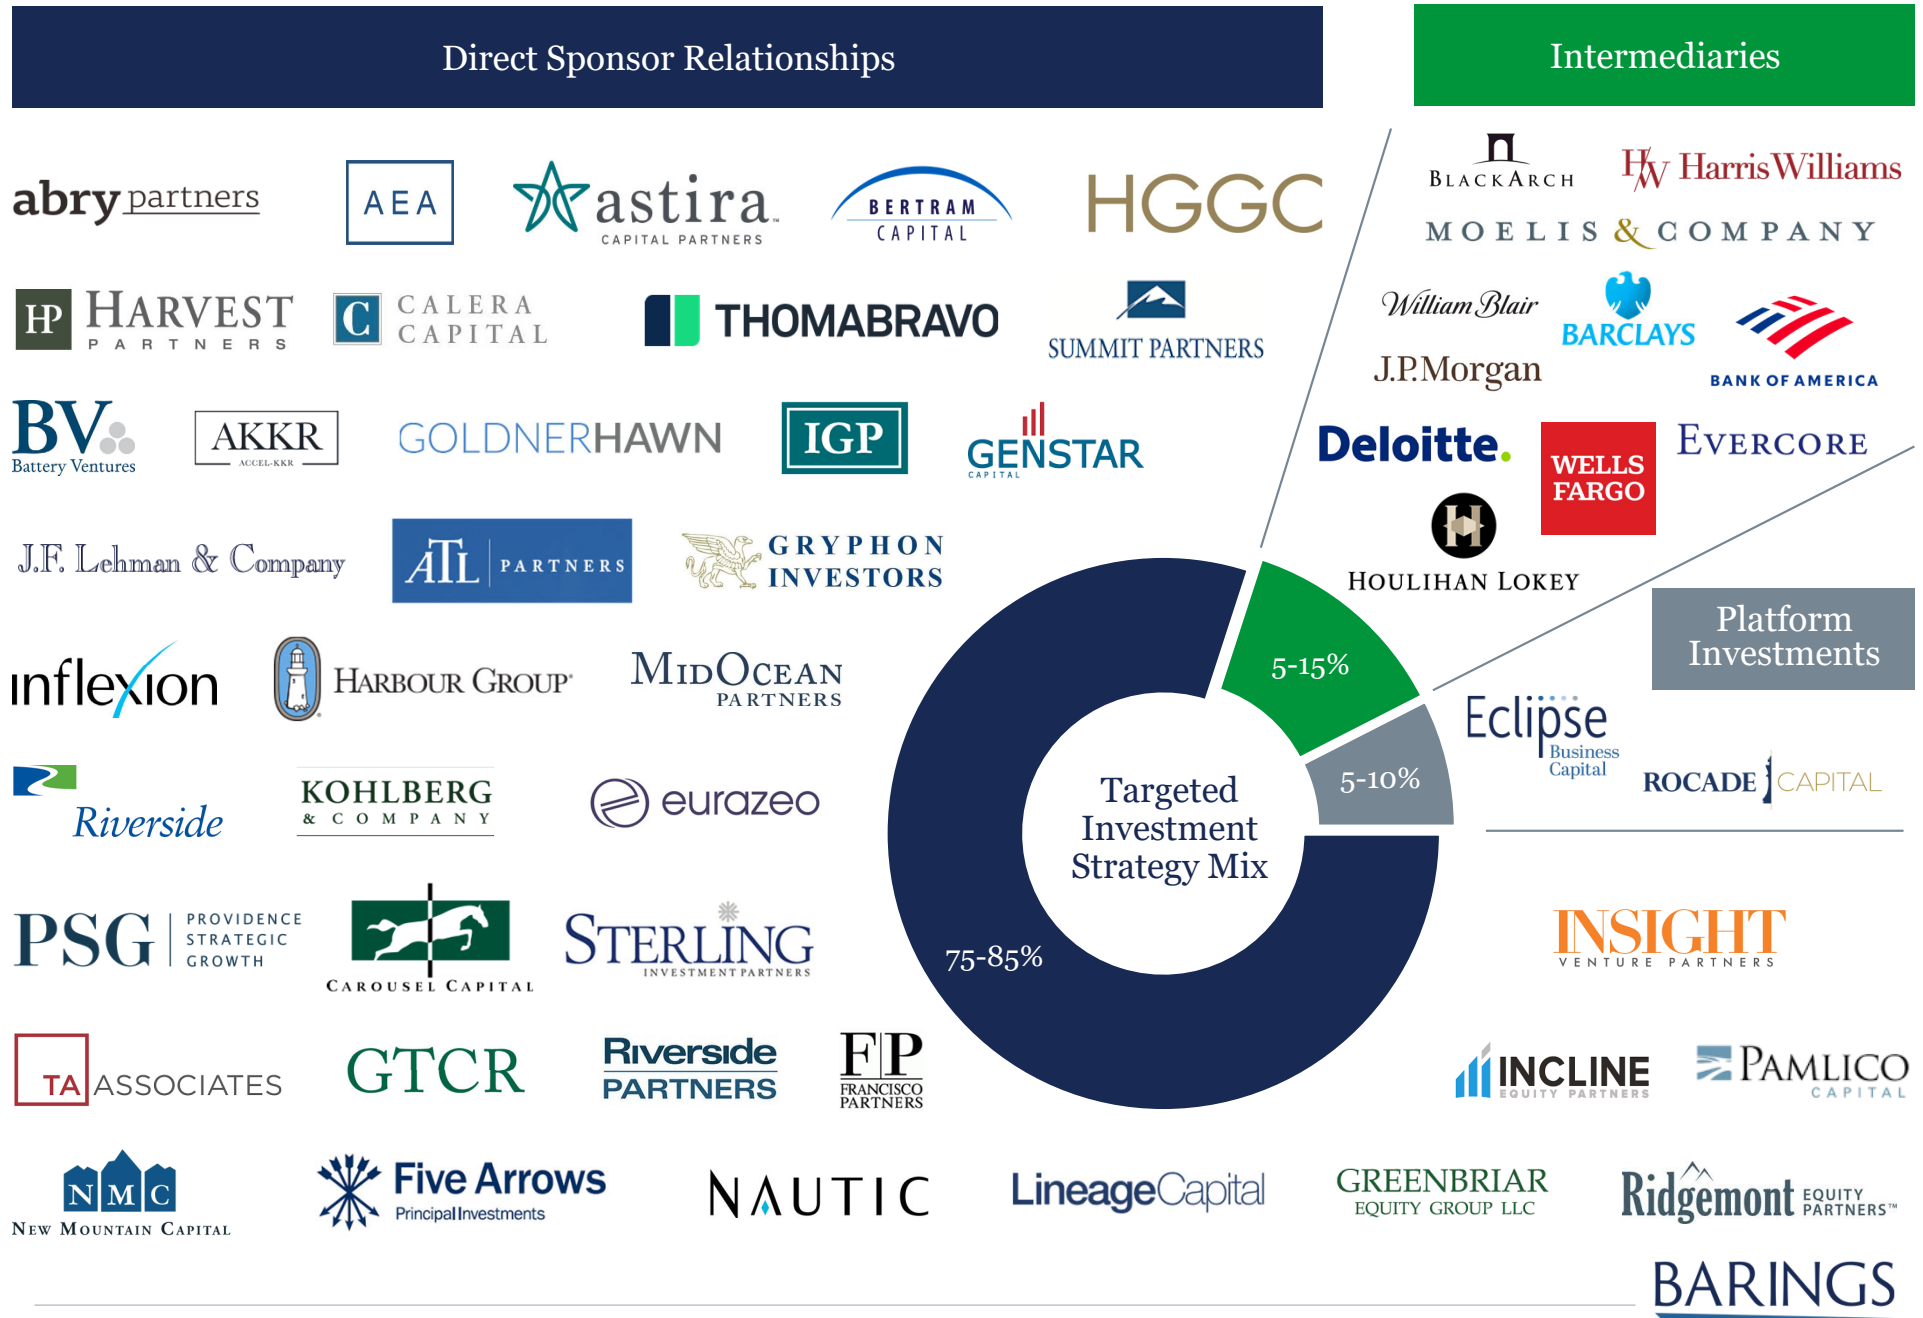 Direct Sponsor Relationships
Intermediaries
abry partners
AEA
astira
CAPITAL PARTNERS
BERTRAM
CAPITAL
HGGC
BLACKARCH
HW HarrisWilliams
MOELIS & COMPANY
HP HARVEST
PARTNERS
C CALERA
CAPITAL
THOMABRAVO
SUMMIT PARTNERS
William Blair
BARCLAYS
J.P.Morgan
BANK OF AMERICA
BV
Battery Ventures
AKKR
ACCEL-KKR
GOLDNERHAWN
IGP
GENSTAR
CAPITAL
Deloitte.
WELLS
FARGO
EVERCORE
H
HOULIHAN LOKEY
J.F. Lehman & Company
ATL PARTNERS
GRYPHON
INVESTORS
Platform
Investments
inflexion
HARBOUR GROUP
MIDOCEAN
PARTNERS
5-15%
Eclipse
Business
Capital
ROCADE CAPITAL
5-10%
Riverside
KOHLBERG
& COMPANY
eurazeo
Targeted
Investment
Strategy Mix
75-85%
PSG PROVIDENCE
STRATEGIC
GROWTH
CAROUSEL CAPITAL
STERLING
INVESTMENT PARTNERS
INSIGHT
VENTURE PARTNERS
TA ASSOCIATES
GTCR
Riverside
PARTNERS
F|P
FRANCISCO
PARTNERS
INCLINE
EQUITY PARTNERS
PAMLICO
CAPITAL
NMC
NEW MOUNTAIN CAPITAL
Five Arrows
Principal Investments
NAUTIC
LineageCapital
GREENBRIAR
EQUITY GROUP LLC
Ridgemont EQUITY
PARTNERS™
BARINGS